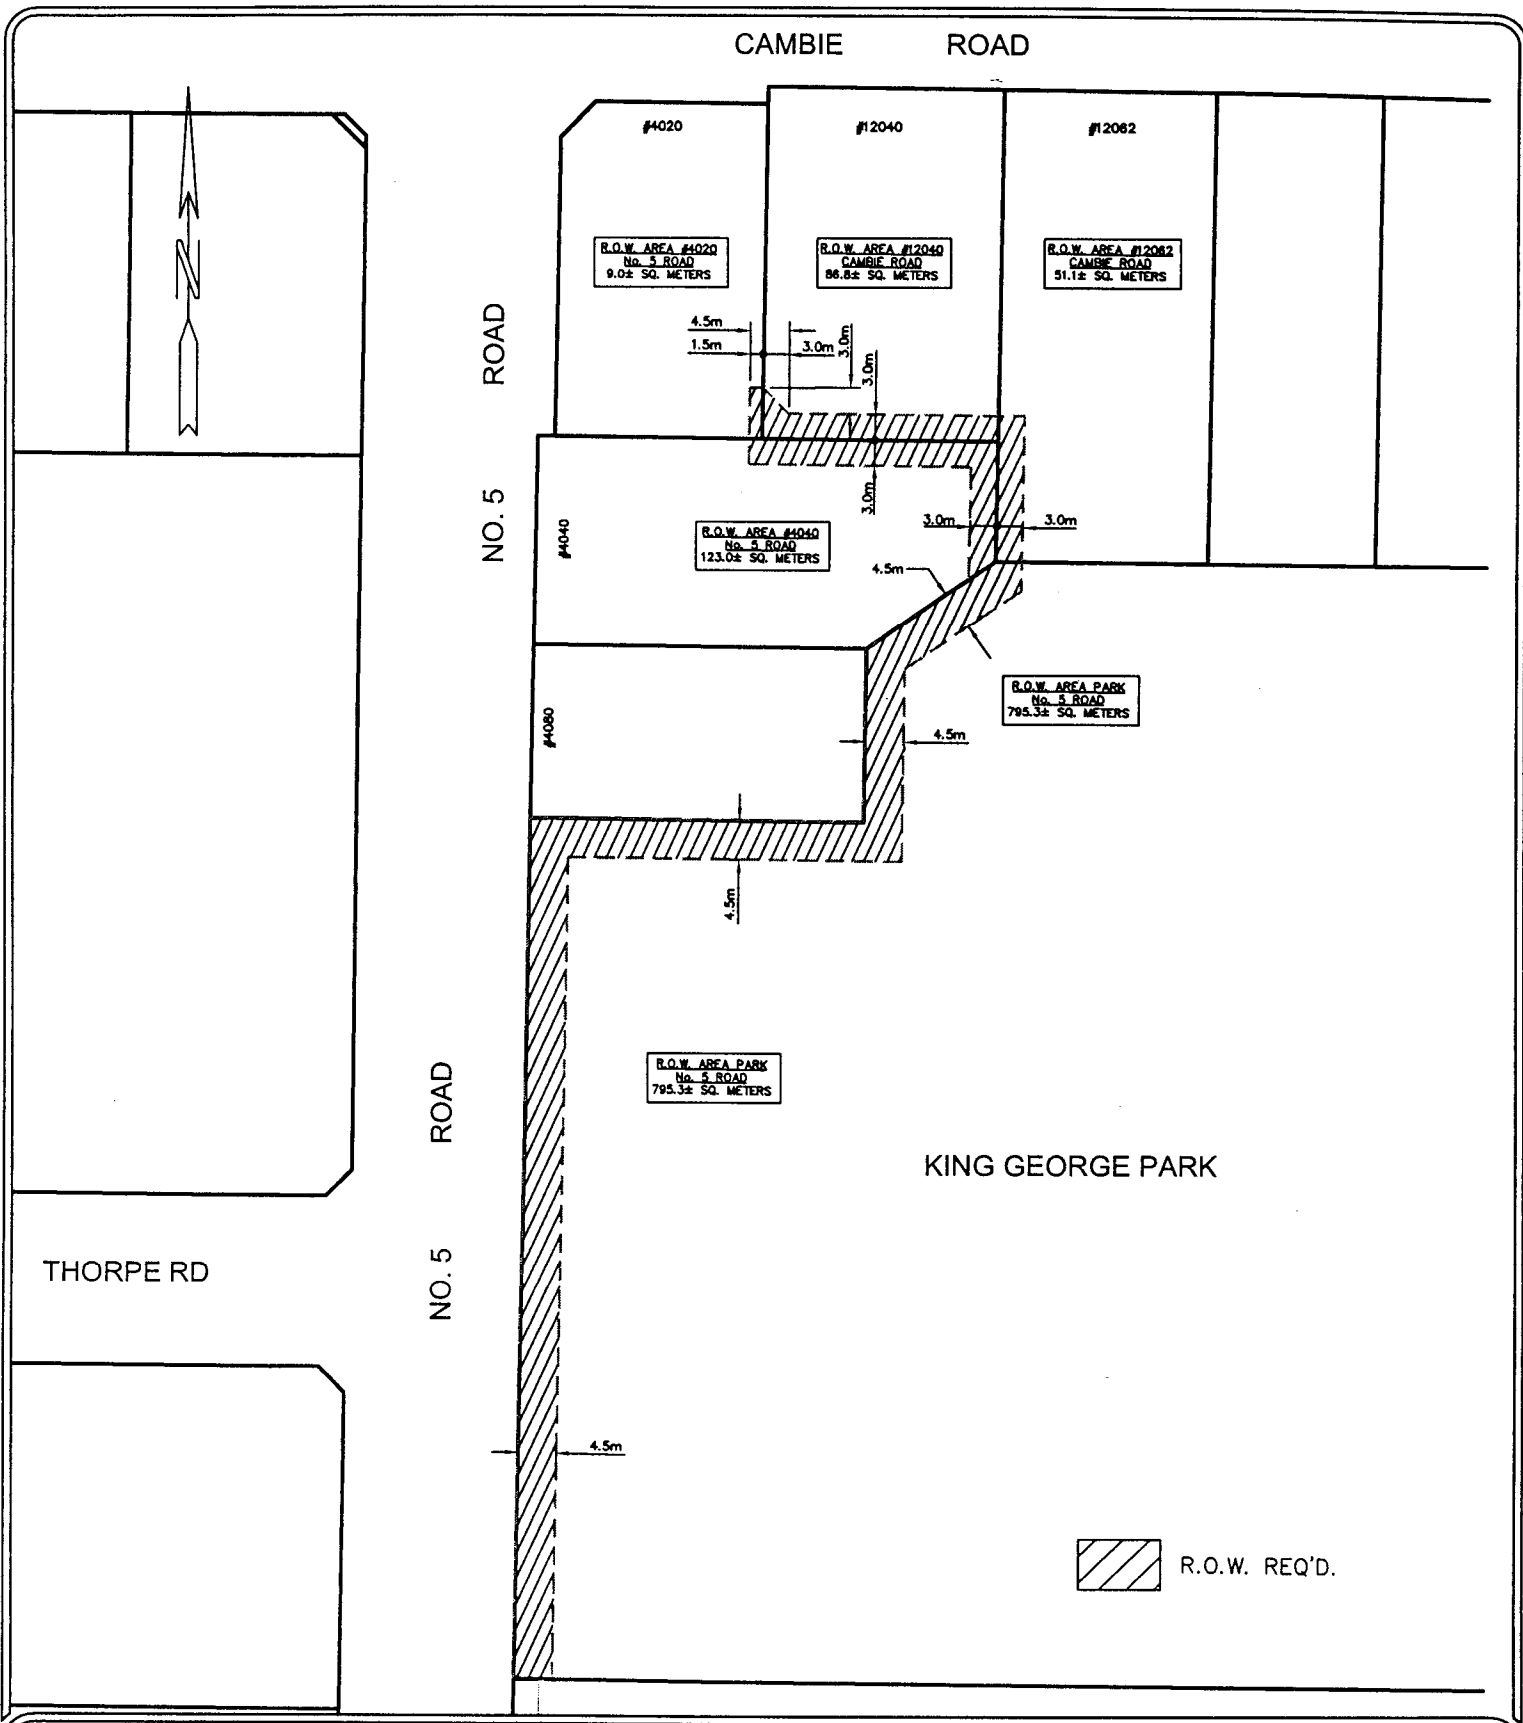 CAMBIE ROAD
#4020
#12040
#12062
R.O.W. AREA #4020
No. 5 ROAD
9.0± SQ. METERS
R.O.W. AREA #12040
CAMBIE ROAD
86.8± SQ. METERS
R.O.W. AREA #12062
CAMBIE ROAD
51.1± SQ. METERS
N
NO. 5 ROAD
4.5m
1.5m
3.0m
3.0m
3.0m
3.0m
3.0m
3.0m
#4040
R.O.W. AREA #4040
No. 5 ROAD
123.0± SQ. METERS
4.5m
R.O.W. AREA PARK
No. 5 ROAD
795.3± SQ. METERS
#4080
4.5m
4.5m
R.O.W. AREA PARK
No. 5 ROAD
795.3± SQ. METERS
NO. 5 ROAD
KING GEORGE PARK
THORPE RD
4.5m
R.O.W. REQ'D.